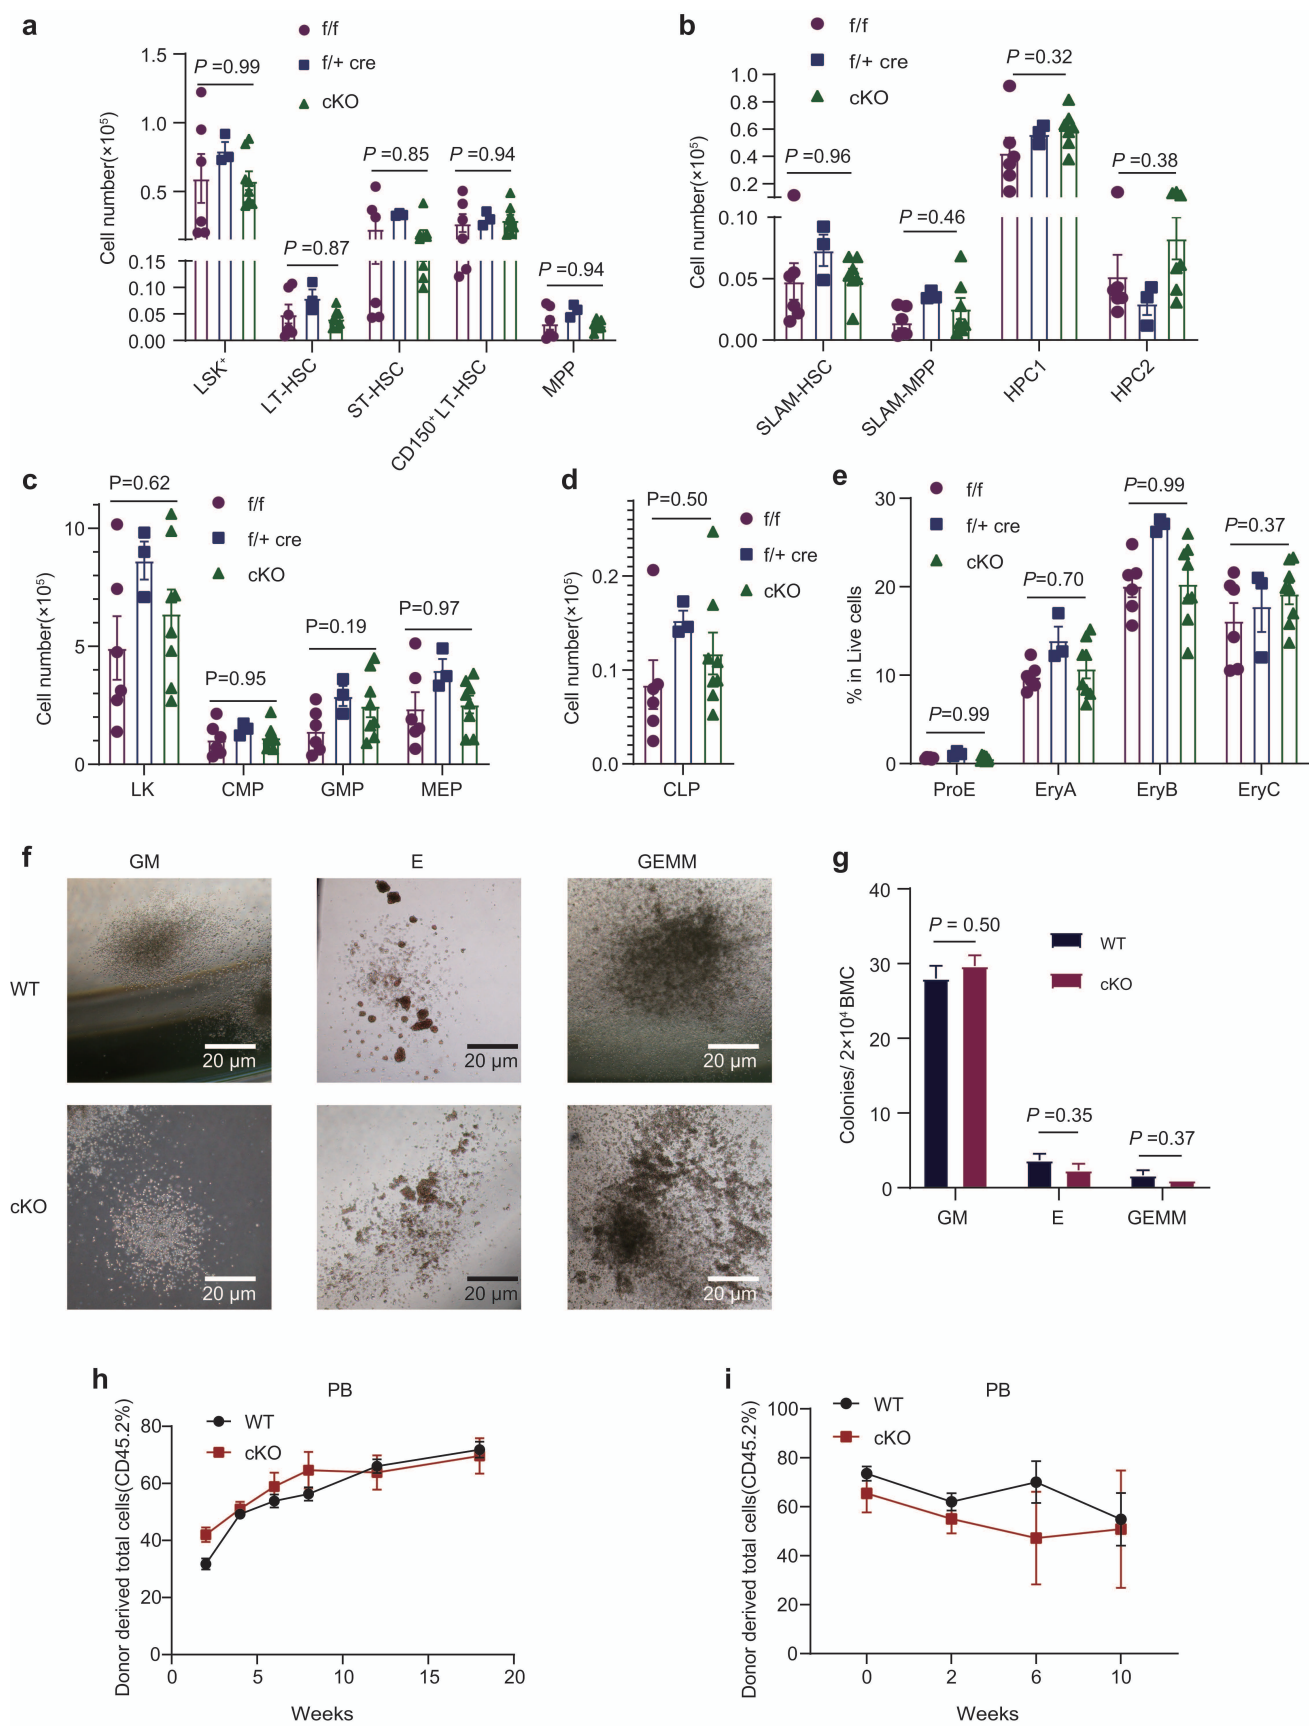 a
f/f
f/+ cre
cKO
1.5
1.0
0.5
0.15
0.10
0.05
0.00
Cell number(×10⁵)
P =0.99
P =0.87
P =0.85
P =0.94
P =0.94
LSK⁺
LT-HSC
ST-HSC
CD150⁺ LT-HSC
MPP
b
f/f
f/+ cre
cKO
1.0
0.8
0.6
0.4
0.2
0.10
0.05
0.00
Cell number(×10⁵)
P =0.96
P =0.46
P =0.32
P =0.38
SLAM-HSC
SLAM-MPP
HPC1
HPC2
c
P=0.62
f/f
f/+ cre
cKO
10
5
0
Cell number(×10⁵)
P=0.95
P=0.19
P=0.97
LK
CMP
GMP
MEP
d
P=0.50
f/f
f/+ cre
cKO
0.2
0.1
0.0
Cell number(×10⁵)
CLP
e
f/f
f/+ cre
cKO
30
20
10
0
% in Live cells
P=0.99
P=0.70
P=0.99
P=0.37
ProE
EryA
EryB
EryC
f
GM
E
GEMM
WT
20 µm
20 µm
20 µm
cKO
20 µm
20 µm
20 µm
g
40
30
20
10
0
Colonies/ 2×10⁴ BMC
P = 0.50
P =0.35
P =0.37
WT
cKO
GM
E
GEMM
h
PB
WT
cKO
80
60
40
20
0
Donor derived total cells(CD45.2%)
0
5
10
15
20
Weeks
i
PB
WT
cKO
100
80
60
40
20
0
Donor derived total cells(CD45.2%)
0
2
6
10
Weeks